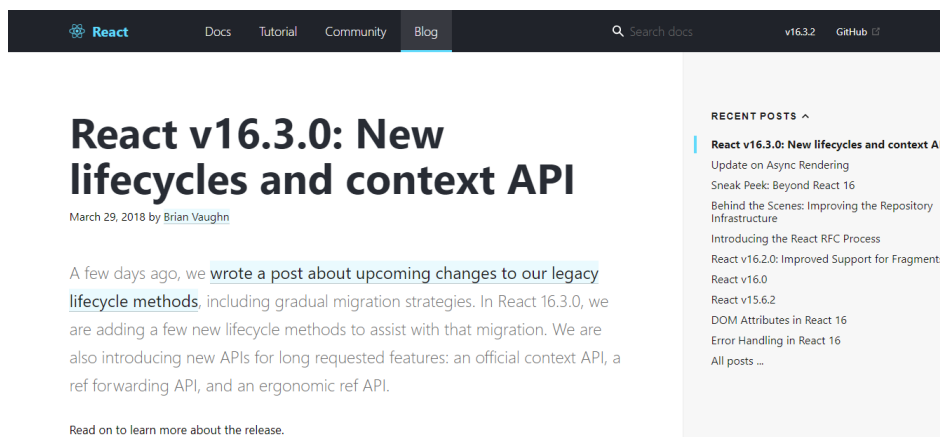 React Docs Tutorial Community Blog Search docs v16.3.2 GitHub
React v16.3.0: New
lifecycles and context API
March 29, 2018 by Brian Vaughn
A few days ago, we wrote a post about upcoming changes to our legacy
lifecycle methods, including gradual migration strategies. In React 16.3.0, we
are adding a few new lifecycle methods to assist with that migration. We are
also introducing new APIs for long requested features: an official context API, a
ref forwarding API, and an ergonomic ref API.
Read on to learn more about the release.
RECENT POSTS
React v16.3.0: New lifecycles and context AP
Update on Async Rendering
Sneak Peek: Beyond React 16
Behind the Scenes: Improving the Repository
Infrastructure
Introducing the React RFC Process
React v16.2.0: Improved Support for Fragments
React v16.0
React v15.6.2
DOM Attributes in React 16
Error Handling in React 16
All posts ...